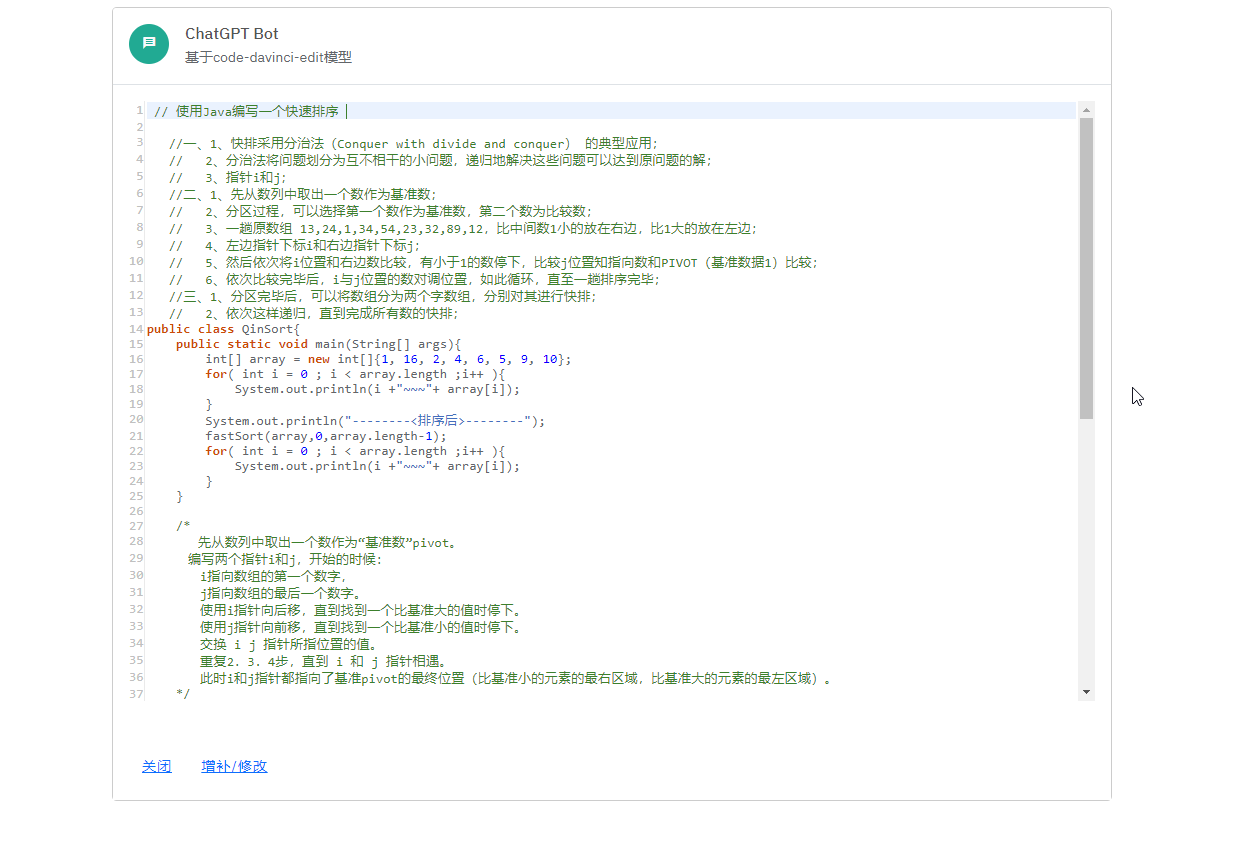 ChatGPT Bot
基于code-davinci-edit模型
1 // 使用Java编写一个快速排序
2
3 //一、1、快排采用分治法（Conquer with divide and conquer） 的典型应用;
4 // 2、分治法将问题划分为互不相干的小问题，递归地解决这些问题可以达到原问题的解;
5 // 3、指针i和j;
6 //二、1、先从数列中取出一个数作为基准数;
7 // 2、分区过程，可以选择第一个数作为基准数，第二个数为比较数;
8 // 3、一趟原数组 13,24,1,34,54,23,32,89,12，比中间数1小的放在右边，比1大的放在左边;
9 // 4、左边指针下标i和右边指针下标j;
10 // 5、然后依次将i位置和右边数比较，有小于1的数停下，比较j位置知指向数和PIVOT（基准数据1）比较;
11 // 6、依次比较完毕后，i与j位置的数对调位置，如此循环，直至一趟排序完毕;
12 //三、1、分区完毕后，可以将数组分为两个字数组，分别对其进行快排;
13 // 2、依次这样递归，直到完成所有数的快排;
14 public class QinSort{
15 public static void main(String[] args){
16 int[] array = new int[]{1, 16, 2, 4, 6, 5, 9, 10};
17 for( int i = 0 ; i < array.length ;i++ ){
18 System.out.println(i +"~~~"+ array[i]);
19 }
20 System.out.println("--------<排序后>--------");
21 fastSort(array,0,array.length-1);
22 for( int i = 0 ; i < array.length ;i++ ){
23 System.out.println(i +"~~~"+ array[i]);
24 }
25 }
26
27 /*
28 先从数列中取出一个数作为“基准数”pivot。
29 编写两个指针i和j，开始的时候:
30 i指向数组的第一个数字，
31 j指向数组的最后一个数字。
32 使用i指针向后移，直到找到一个比基准大的值时停下。
33 使用j指针向前移，直到找到一个比基准小的值时停下。
34 交换 i j 指针所指位置的值。
35 重复2. 3. 4步，直到 i 和 j 指针相遇。
36 此时i和j指针都指向了基准pivot的最终位置（比基准小的元素的最右区域，比基准大的元素的最左区域）。
37 */
关闭 增补/修改